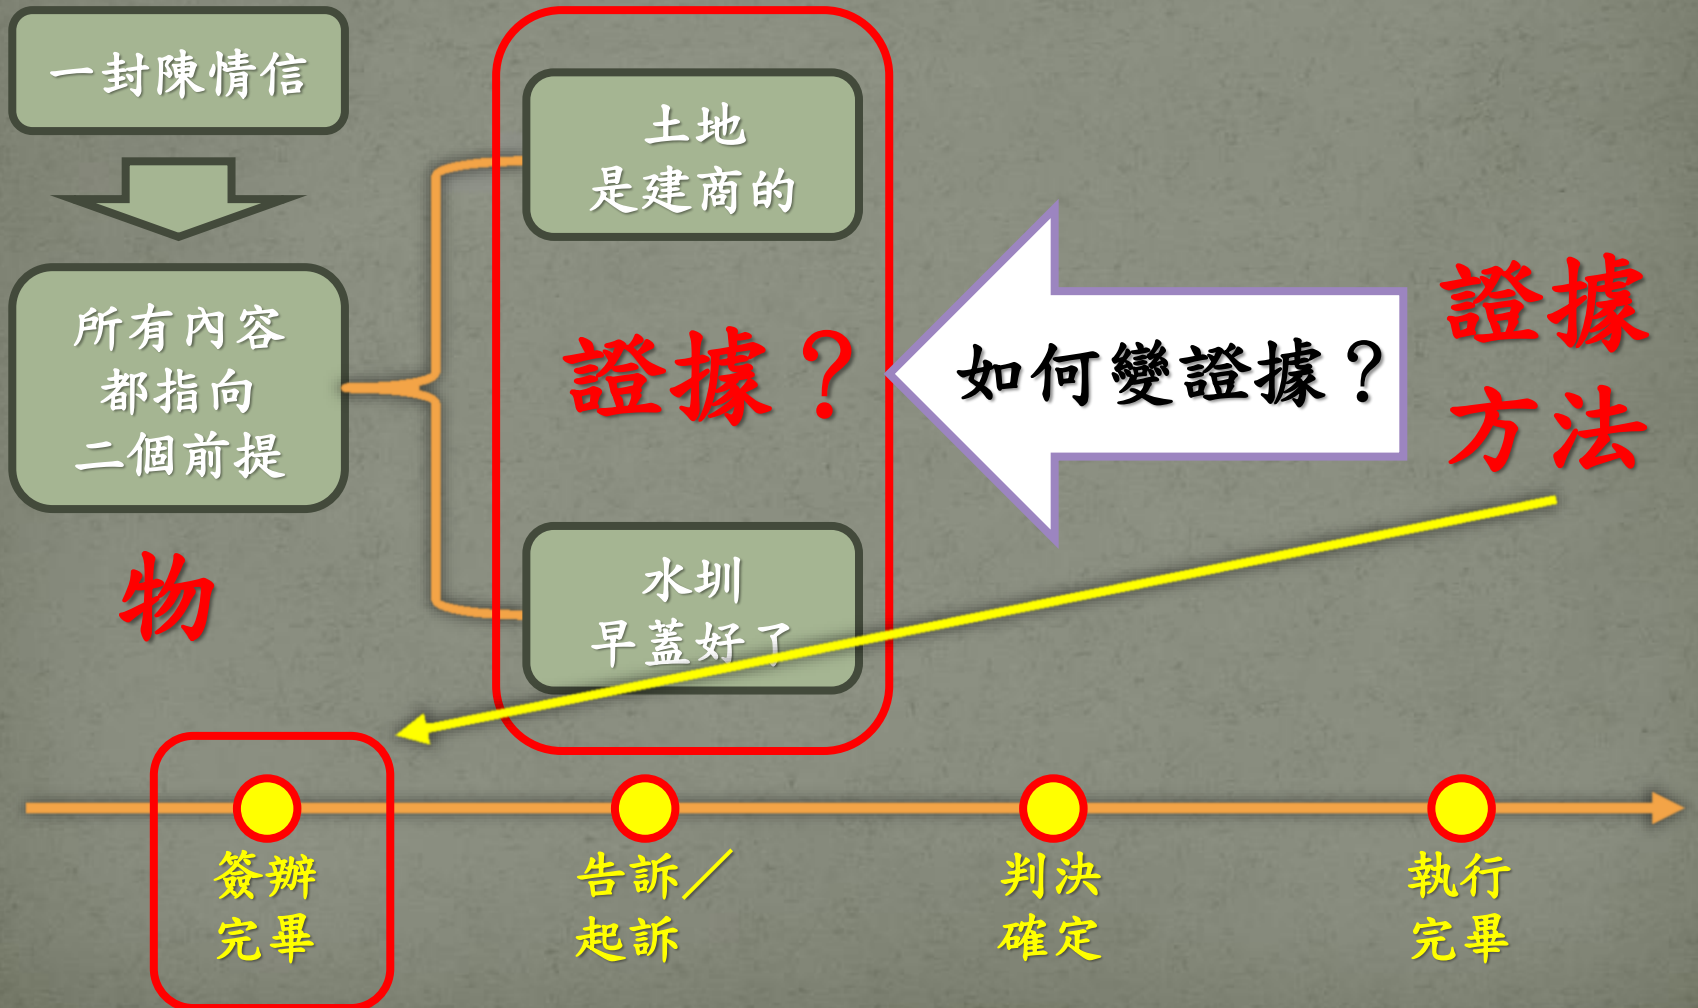 一封陳情信
所有內容
都指向
二個前提
物
土地
是建商的
證據？
水圳
早蓋好了
如何變證據？
證據
方法
簽辦
完畢
告訴／
起訴
判決
確定
執行
完畢